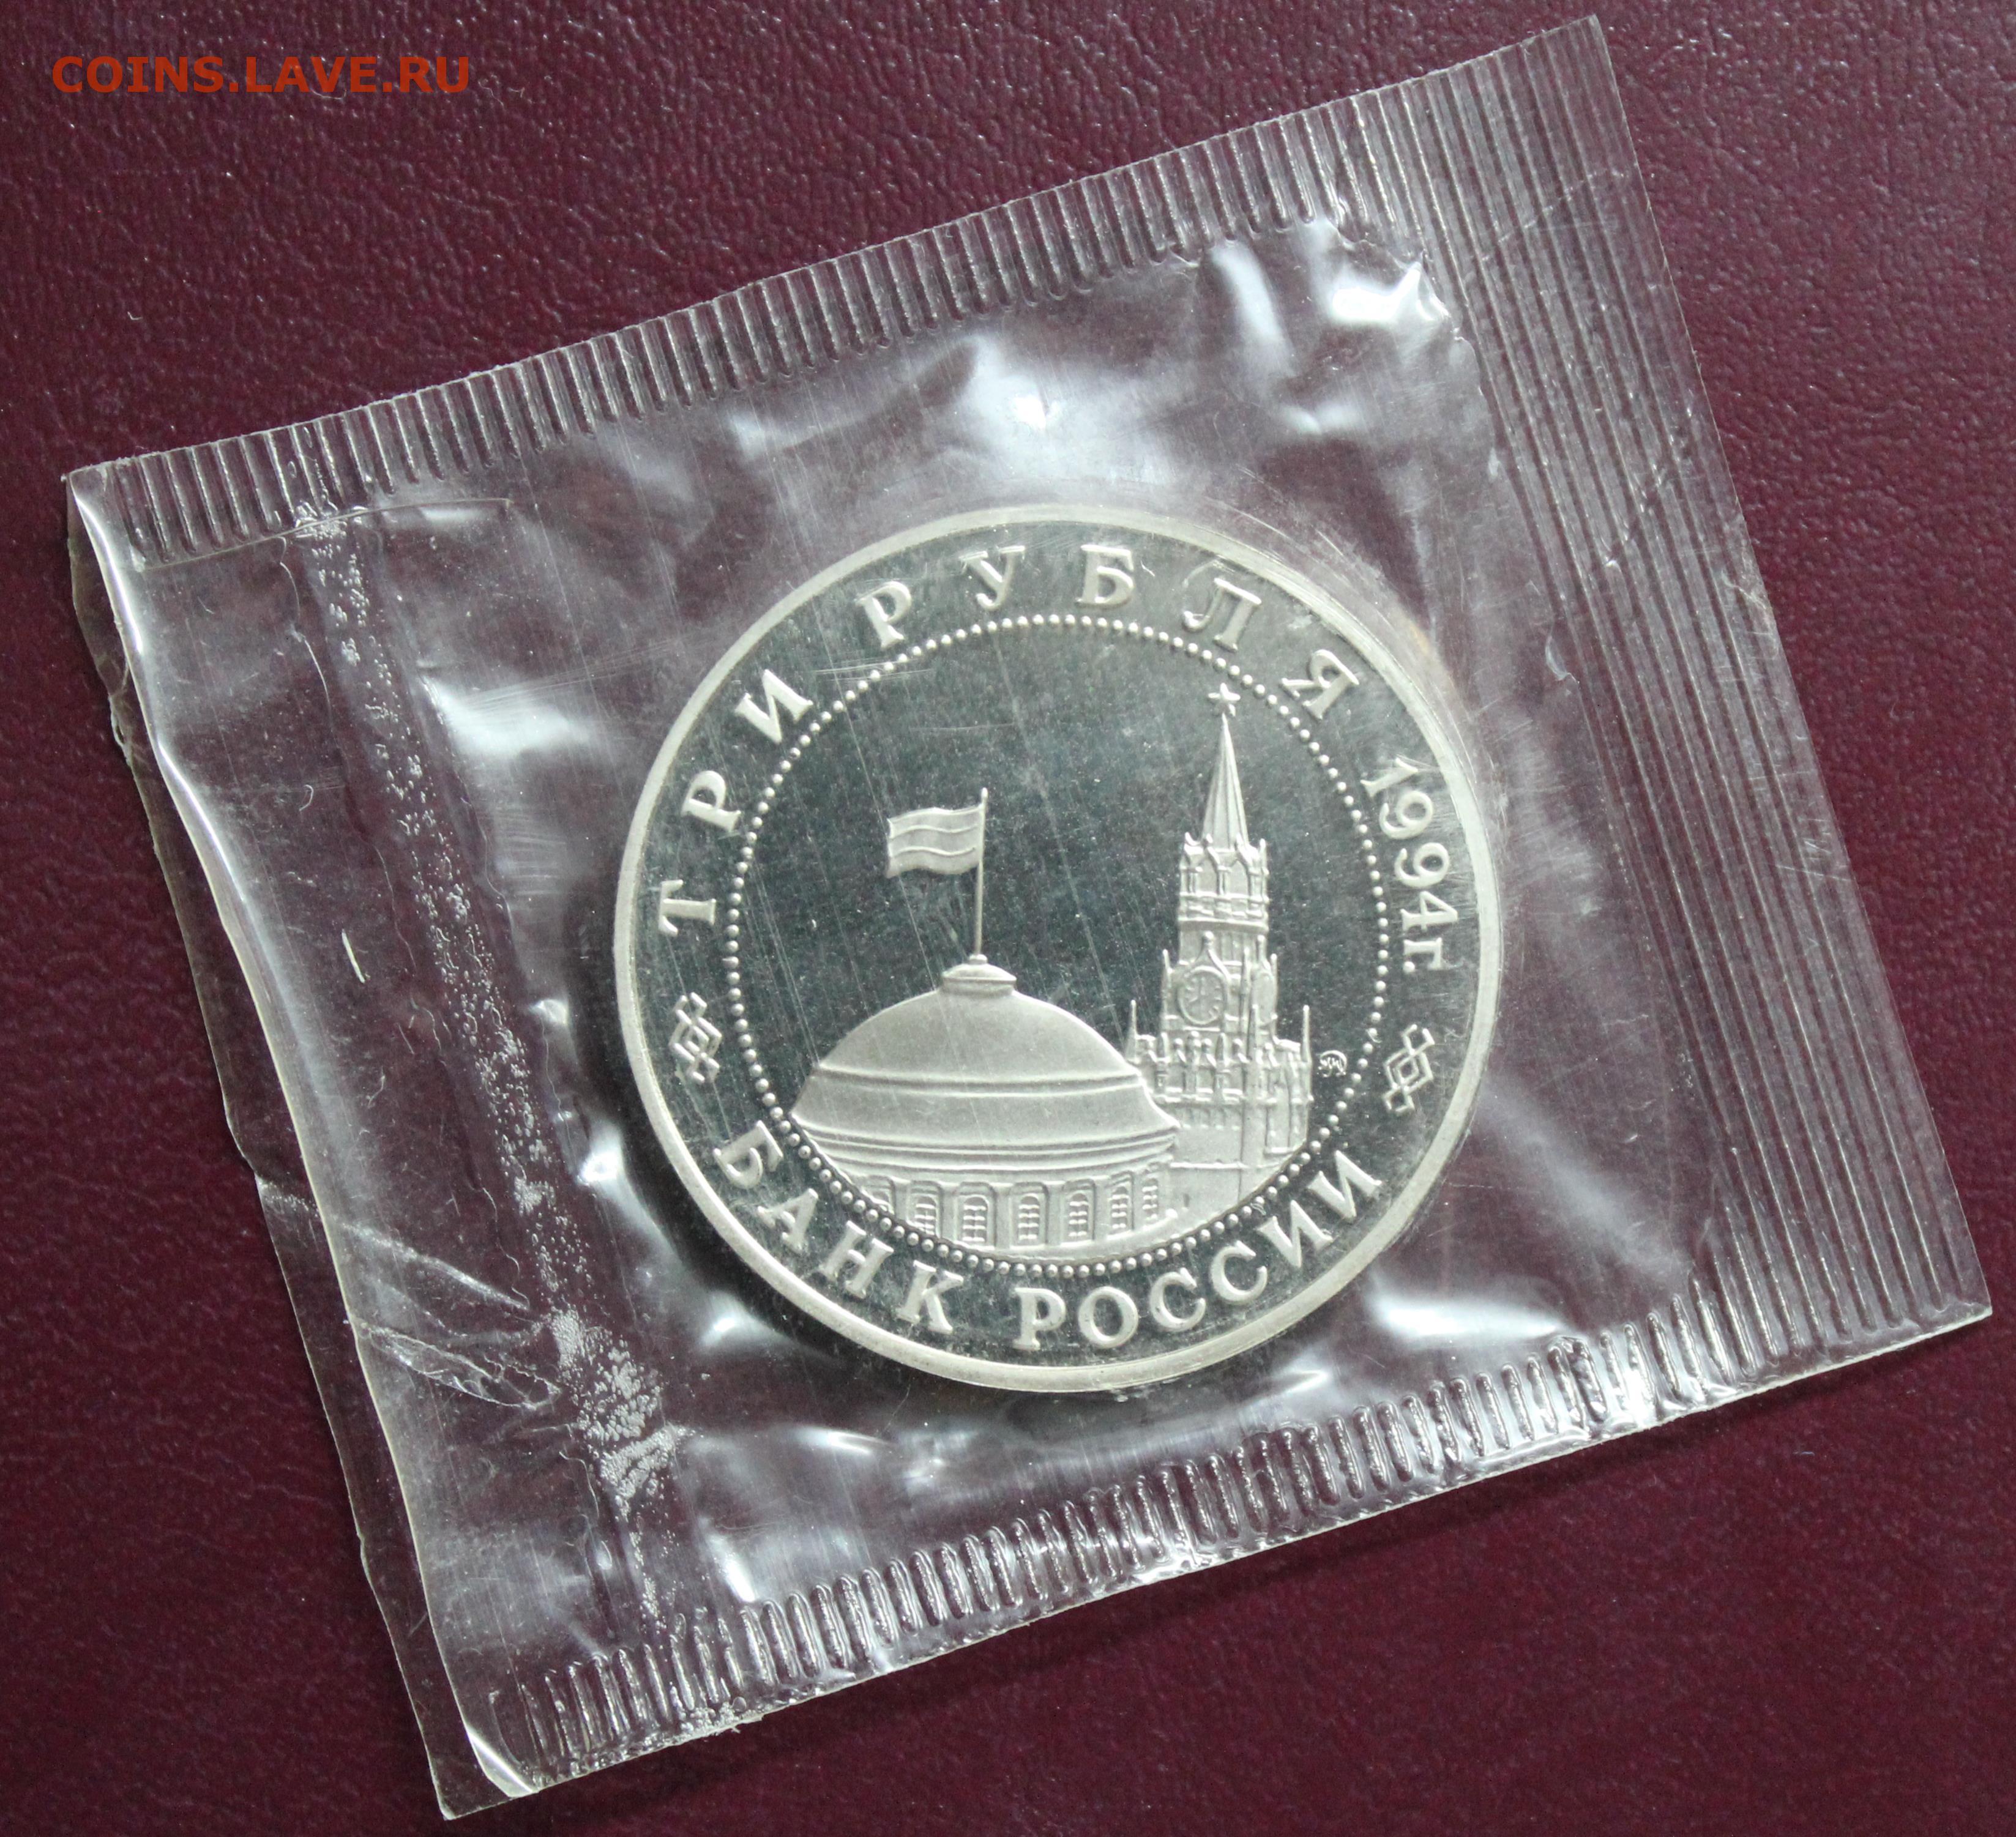 COINS.LAVE.RU
ТРИ РУБЛЯ
1994г.
БАНК РОССИИ